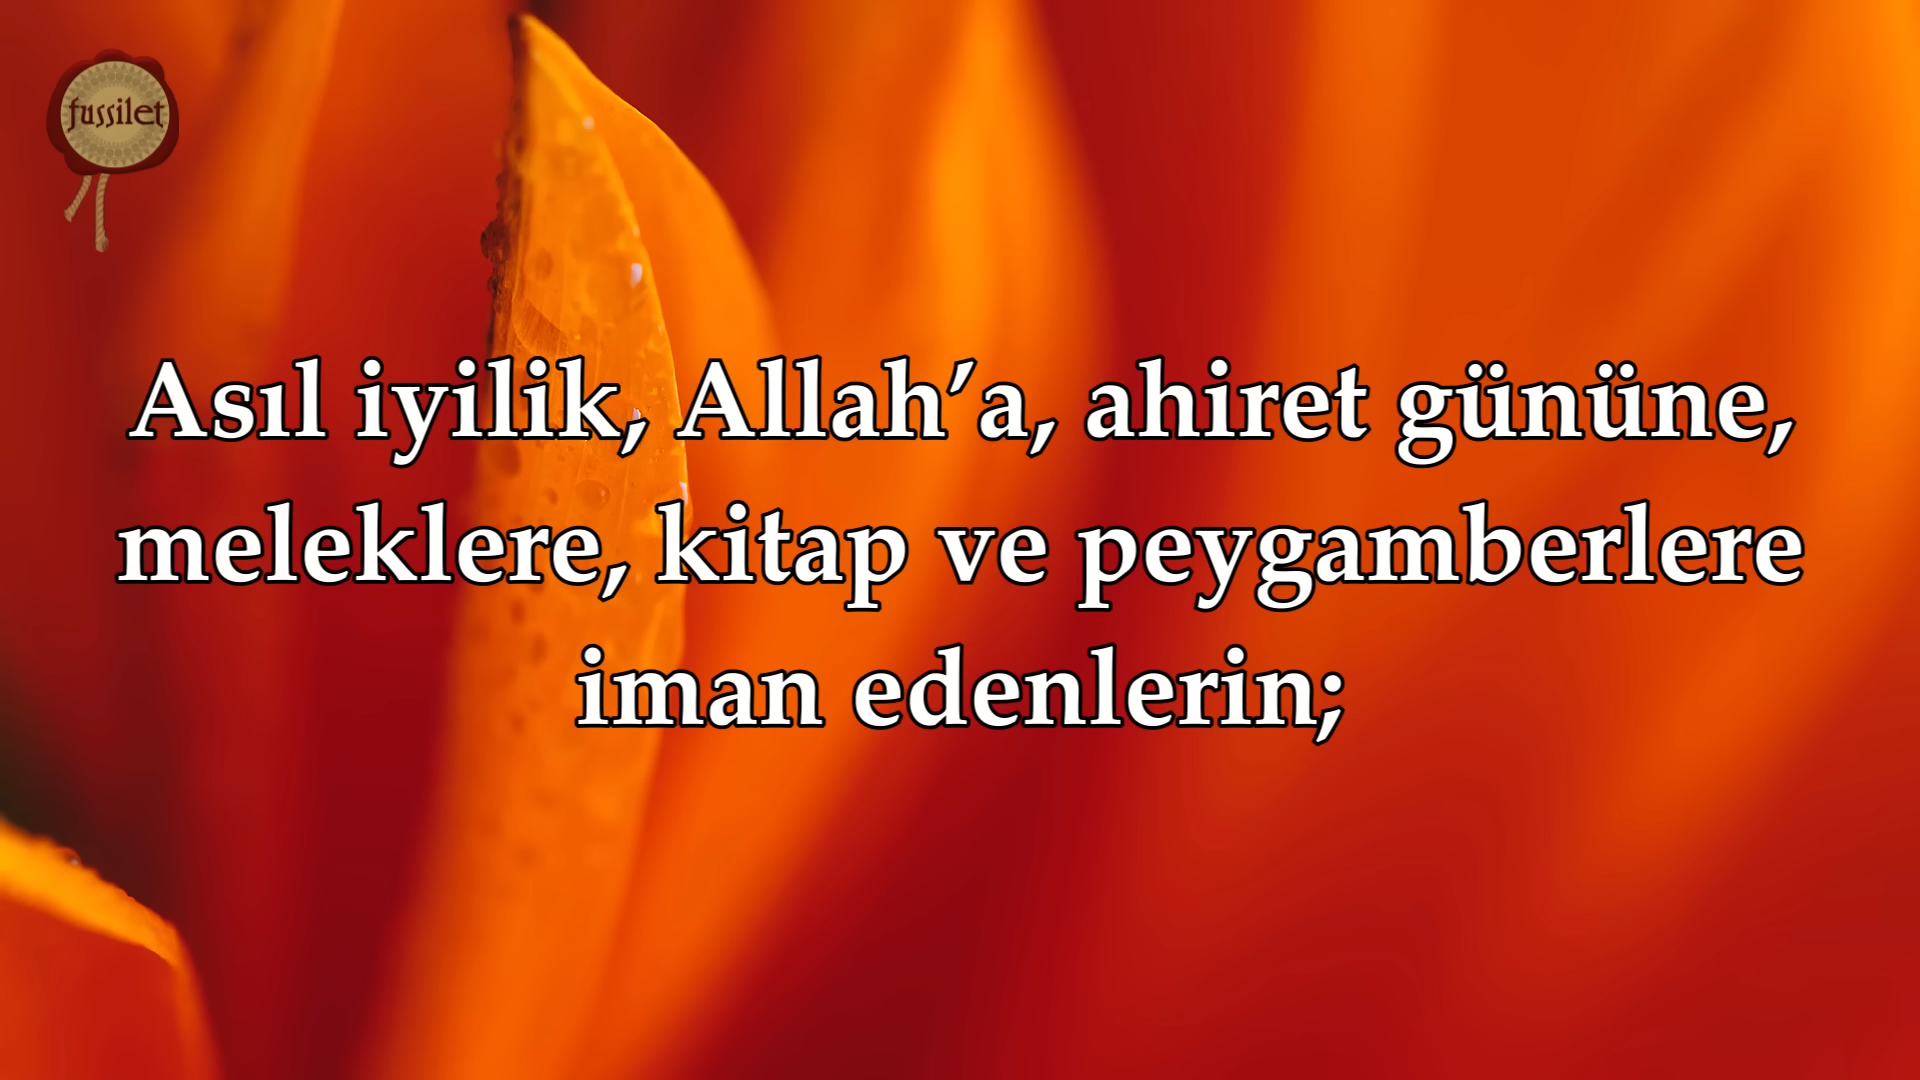 fussilet
Asıl iyilik, Allah’a, ahiret gününe,
meleklere, kitap ve peygamberlere
iman edenlerin;